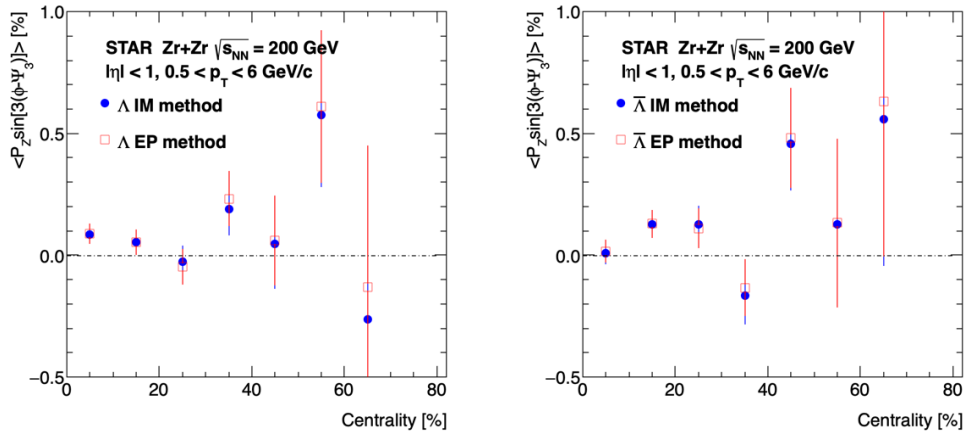 <P_Z sin[3(φ-Ψ_3)]> [%]
1.0
0.5
0.0
−0.5
STAR Zr+Zr √s_NN = 200 GeV
|η| < 1, 0.5 < p_T < 6 GeV/c
Λ IM method
Λ EP method
0 20 40 60 80
Centrality [%]
<P_Z sin[3(φ-Ψ_3)]> [%]
1.0
0.5
0.0
−0.5
STAR Zr+Zr √s_NN = 200 GeV
|η| < 1, 0.5 < p_T < 6 GeV/c
Λ̅ IM method
Λ̅ EP method
0 20 40 60 80
Centrality [%]